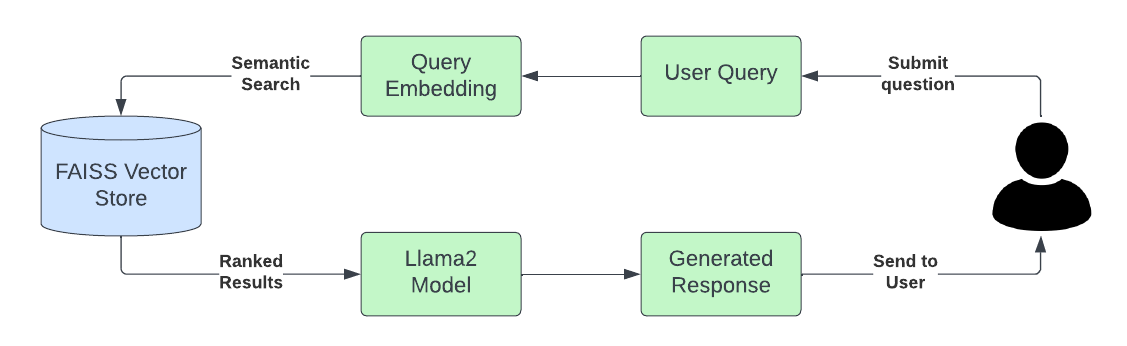 Semantic
Search
Query
Embedding
User Query
Submit
question
FAISS Vector
Store
Ranked
Results
Llama2
Model
Generated
Response
Send to
User